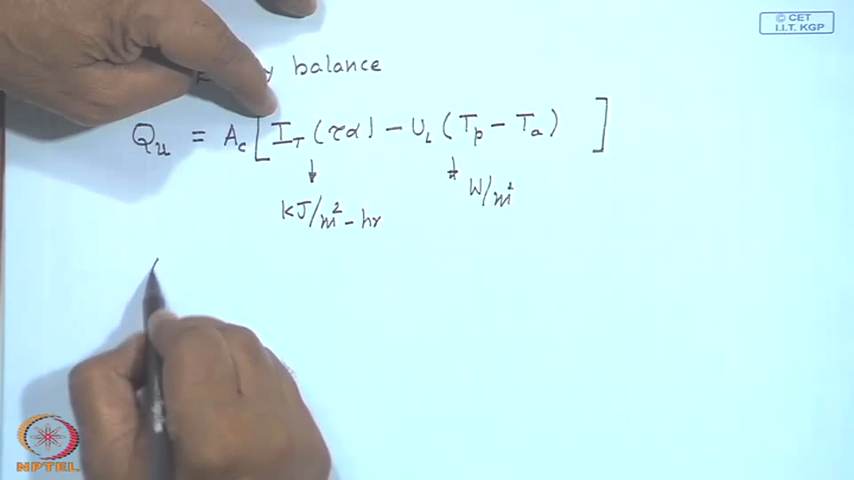 © CET
I.I.T. KGP
balance
Qu = Ac [ IT (τα) − UL (Tp − Ta) ]
↓ ↓
kJ/m² − hr W/m²
NPTEL